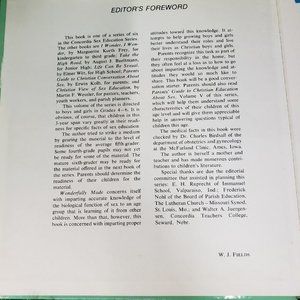 EDITOR'S FOREWORD
This book is one of a series of six
in the Concordia Sex Education Series.
The other books are I Wonder, I Won-
der, by Marguerite Kurth Frey, for
kindergarten to third grade; Take the
High Road, by August J. Bueltmann,
for Junior High; Life Can Be Sexual,
by Elmer Witt, for High School; Parents
Guide to Christian Conversation About
Sex, by Erwin Kolb, for parents; and
Christian View of Sex Education, by
Martin F. Wessler, for pastors, teachers,
youth workers, and parish planners.
This volume of the series is directed
to boys and girls in Grades 4–6. It is
obvious, of course, that children in this
3-year span vary greatly in their readi-
ness for specific facts of sex education.
The author tried to strike a medium
by gearing the material to the level of
readiness of the average fifth grader.
Some fourth-grade pupils may not yet
be ready for some of the material. The
mature sixth-grader may be ready for
the material offered in the next book of
the series. Parents should determine the
readiness of their children for the
material.
Wonderfully Made concerns itself
with imparting accurate knowledge of
the biological function of sex to an age
group that is learning of it from other
children. More than that, however, this
book is concerned with imparting proper
attitudes toward this knowledge. It at-
tempts to help growing boys and girls
better understand their roles and live
their lives as Christian boys and girls.
Parents recognize this task as part of
their responsibility in the home, but
they often feel at a loss as to how to go
about imparting the knowledge and at-
titudes they would so much like to
share. This book will be a good conver-
sation starter. Parents should also read
Parents Guide to Christian Conversation
About Sex, Volume V of this series,
which will help them understand some
characteristics of their children of this
age level and will give them appreciable
help in answering questions typical of
children this age.
The medical facts in this book were
checked by Dr. Charles Bendorf of the
department of obstetrics and gynecology
at the McFarland Clinic, Ames, Iowa.
The author is herself a mother and
teacher and has made numerous contri-
butions to children's literature.
Special thanks are due the editorial
committee that assisted in planning this
series: E. H. Ruprecht of Immanuel
School, Valparaiso, Ind.; Frederick
Nohl of the Board of Parish Education,
The Lutheran Church – Missouri Synod,
St. Louis, Mo.; and Walter A. Juergen-
sen, Concordia Teachers College,
Seward, Nebr.
W. J. FIELDS